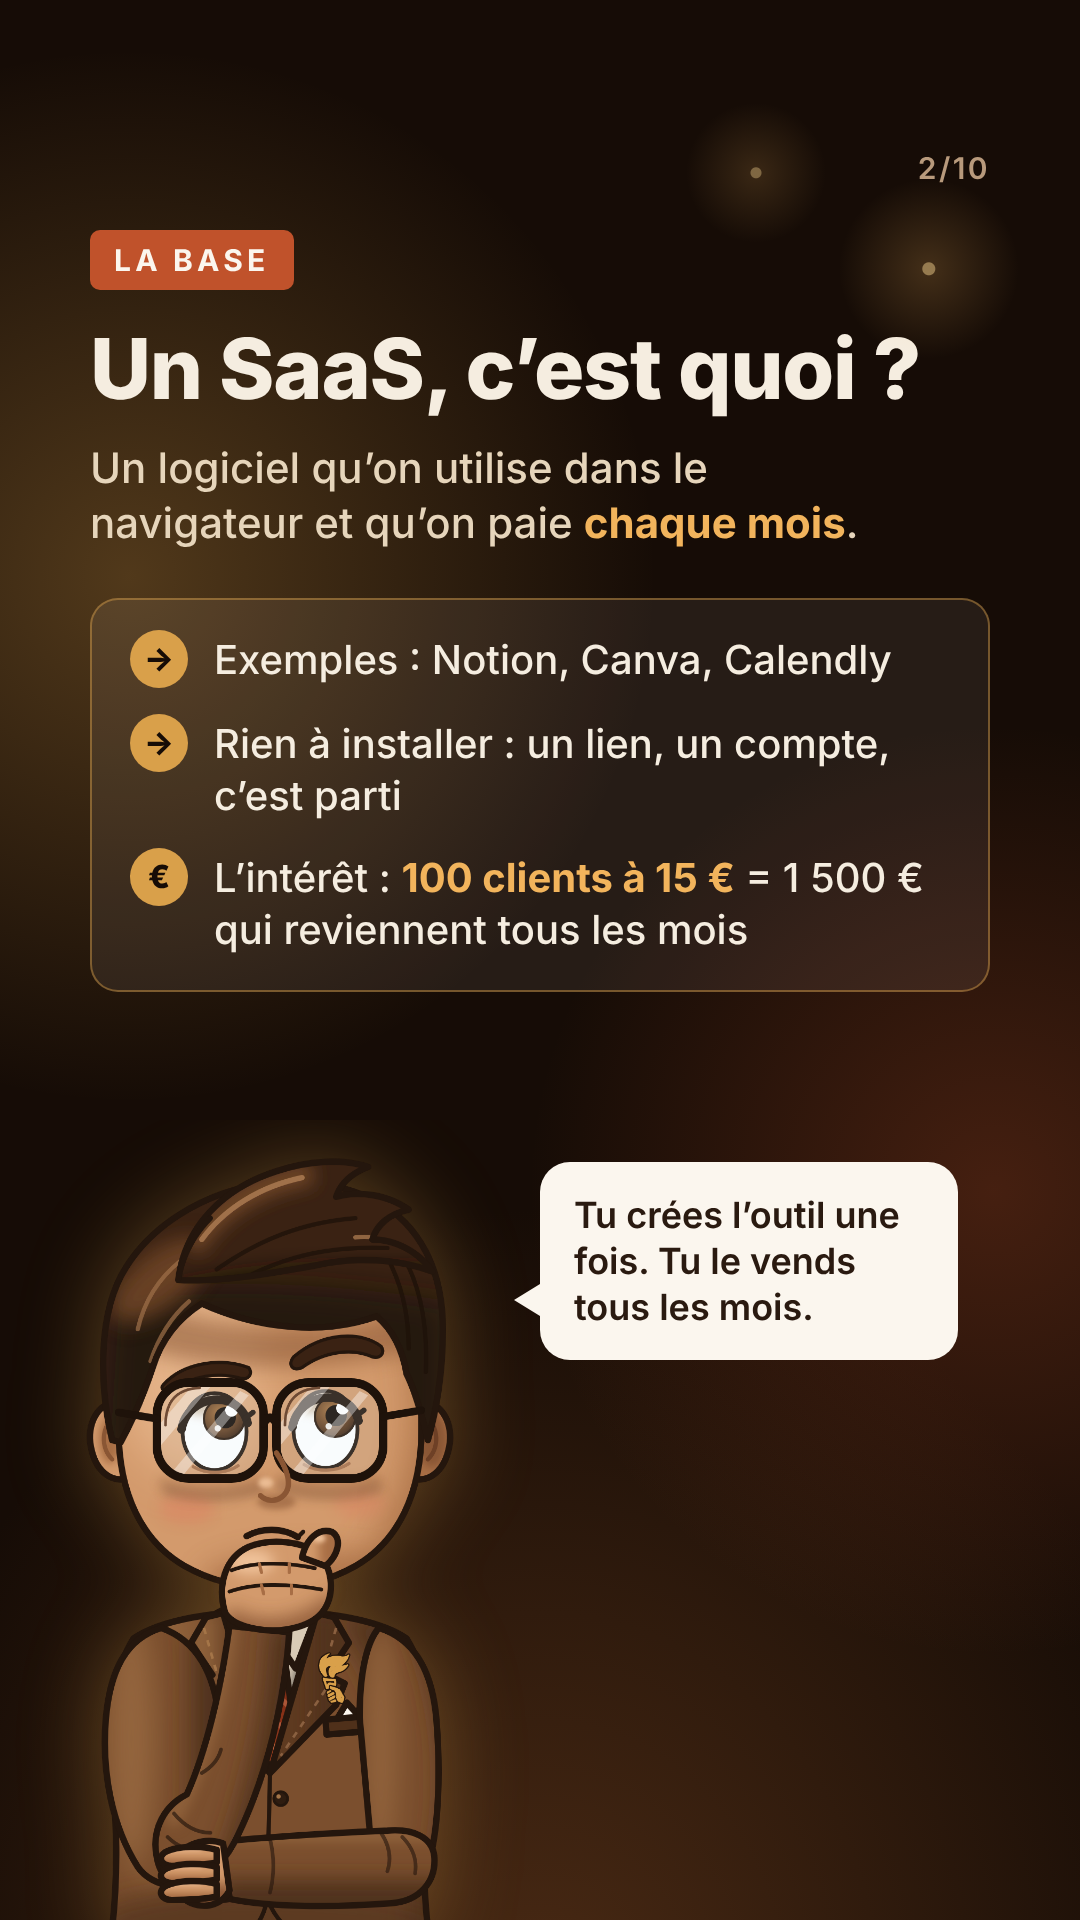 2/10
LA BASE
Un SaaS, c’est quoi ?
Un logiciel qu’on utilise dans le
navigateur et qu’on paie chaque mois.
→ Exemples : Notion, Canva, Calendly
→ Rien à installer : un lien, un compte,
c’est parti
€ L’intérêt : 100 clients à 15 € = 1 500 €
qui reviennent tous les mois
Tu crées l’outil une
fois. Tu le vends
tous les mois.